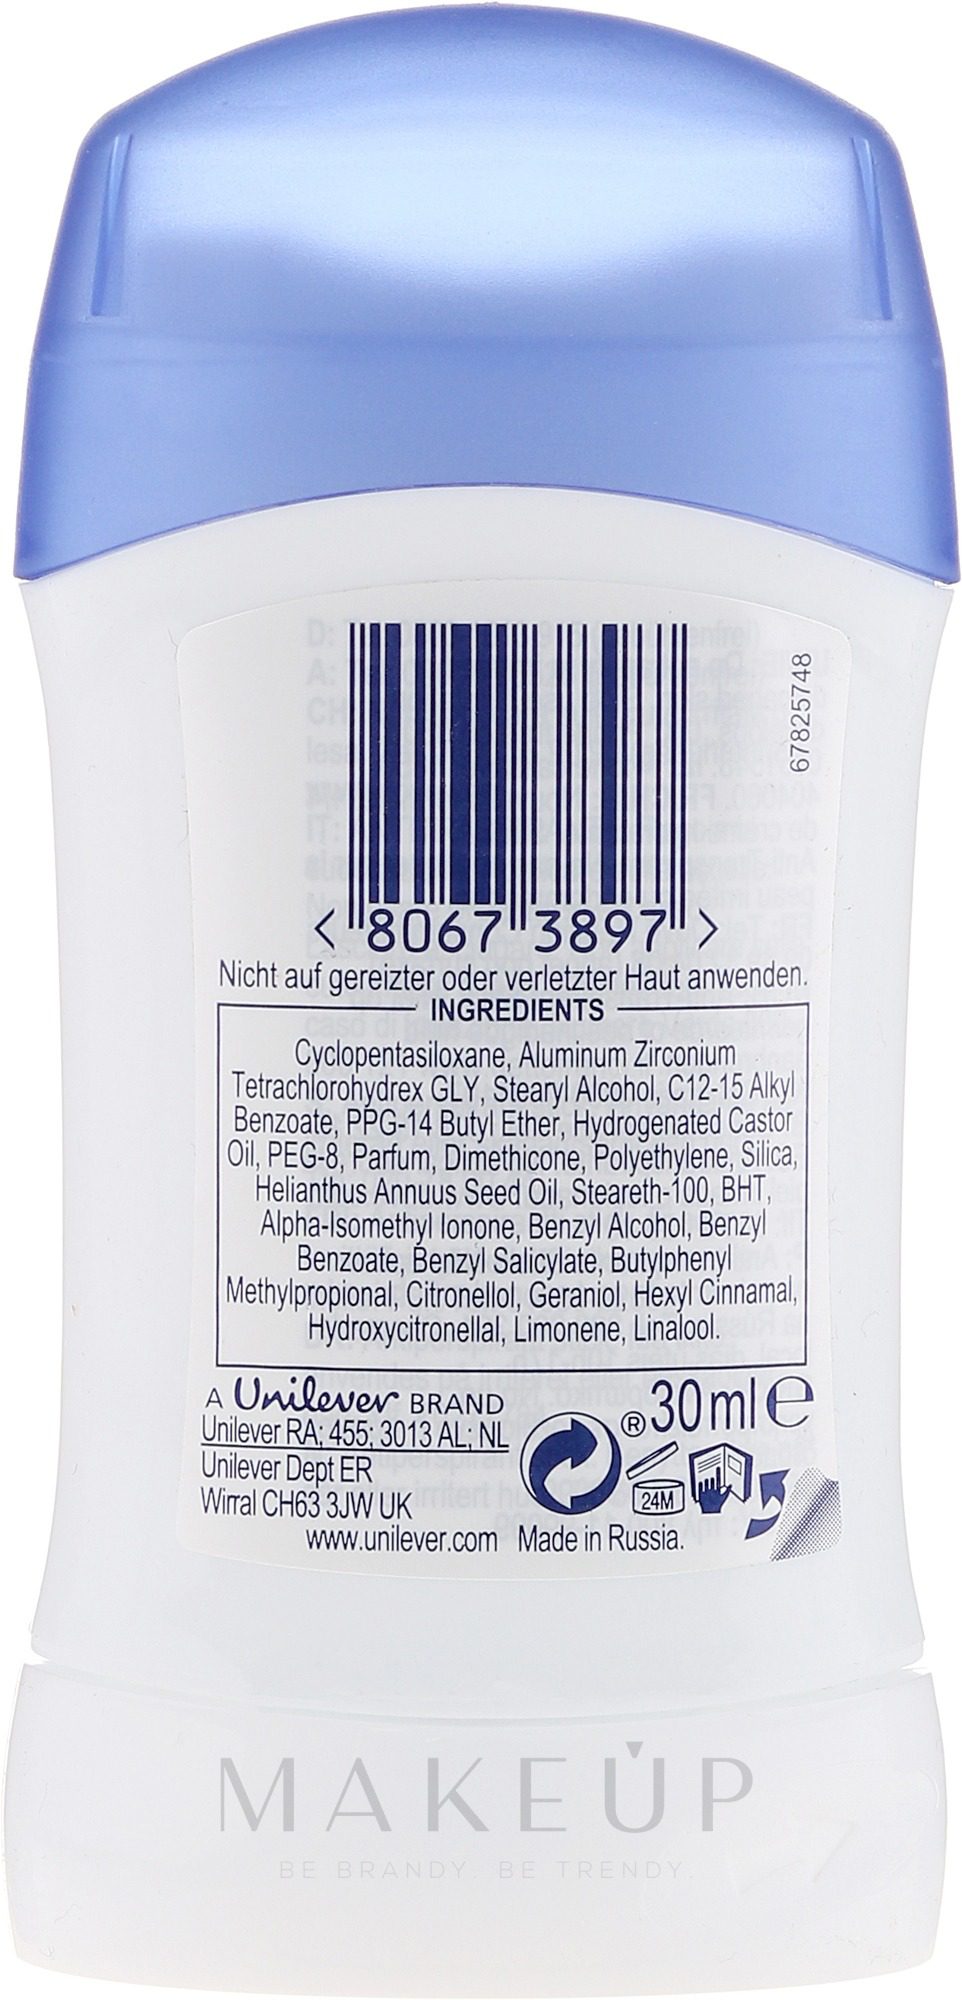 67825748
<8067 3897>
Nicht auf gereizter oder verletzter Haut anwenden.
INGREDIENTS
Cyclopentasiloxane, Aluminum Zirconium
Tetrachlorohydrex GLY, Stearyl Alcohol, C12-15 Alkyl
Benzoate, PPG-14 Butyl Ether, Hydrogenated Castor
Oil, PEG-8, Parfum, Dimethicone, Polyethylene, Silica,
Helianthus Annuus Seed Oil, Steareth-100, BHT,
Alpha-Isomethyl Ionone, Benzyl Alcohol, Benzyl
Benzoate, Benzyl Salicylate, Butylphenyl
Methylpropional, Citronellol, Geraniol, Hexyl Cinnamal,
Hydroxycitronellal, Limonene, Linalool.
A Unilever BRAND
Unilever RA; 455; 3013 AL; NL
Unilever Dept ER
Wirral CH63 3JW UK
www.unilever.com Made in Russia.
® 30 ml e
24M
MAKEUP
BE BRANDY. BE TRENDY.